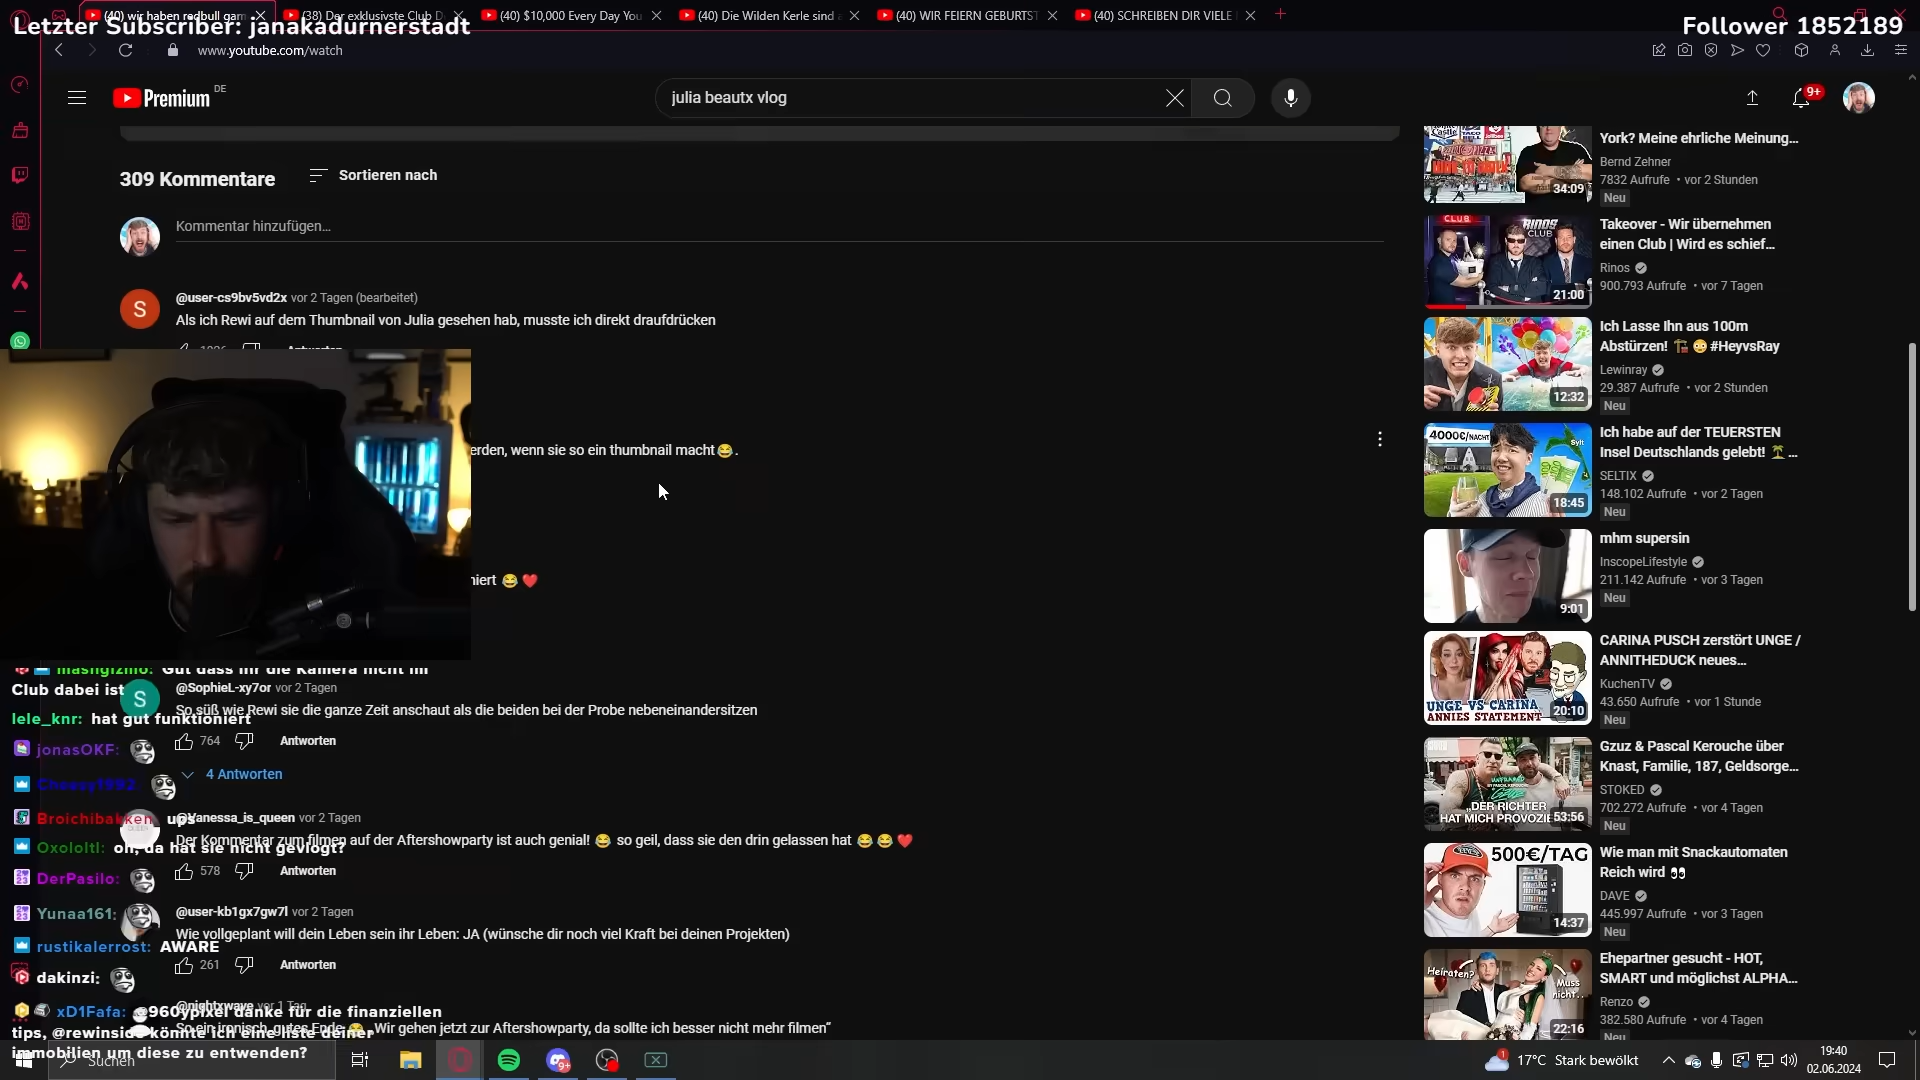 (40) wir haben redbull gam
(38) Der exklusivste Club D
(40) $10,000 Every Day You
(40) Die Wilden Kerle sind
(40) WIR FEIERN GEBURTST
(40) SCHREIBEN DIR VIELE
Letzter Subscriber: janakadurnerstadt
Follower 1852189
www.youtube.com/watch
Premium DE
julia beautx vlog
9+
309 Kommentare
Sortieren nach
Kommentar hinzufügen...
@user-cs9bv5vd2x vor 2 Tagen (bearbeitet)
Als ich Rewi auf dem Thumbnail von Julia gesehen hab, musste ich direkt draufdrücken
Antworten
erden, wenn sie so ein thumbnail macht😂.
niert 😂❤️
mashgizmo: Gut dass ihr die Kamera nicht im
Club dabei ist
@SophieL-xy7or vor 2 Tagen
So süß wie Rewi sie die ganze Zeit anschaut als die beiden bei der Probe nebeneinandersitzen
lele_knr: hat gut funktioniert
764
Antworten
jonasOKF:
4 Antworten
Cheesy1992:
Broichibakken: ups
@Vanessa_is_queen vor 2 Tagen
Der Kommentar zum filmen auf der Aftershowparty ist auch genial! 😂 so geil, dass sie den drin gelassen hat 😂😂❤️
Oxololtl: oh, da hat sie nicht gevlogt?
578
Antworten
DerPasilo:
Yunaa161:
@user-kb1gx7gw7l vor 2 Tagen
Wie vollgeplant will dein Leben sein ihr Leben: JA (wünsche dir noch viel Kraft bei deinen Projekten)
rustikalerrost: AWARE
261
Antworten
dakinzi:
@nightxwave vor 1 Tag
So ein ironisch gutes Ende 😂 „Wir gehen jetzt zur Aftershowparty, da sollte ich besser nicht mehr filmen“
xD1Fafa: @960ypixel danke für die finanziellen
tips, @rewinside könnte ich eine liste deiner
immobilien um diese zu entwenden?
York? Meine ehrliche Meinung...
Bernd Zehner
7832 Aufrufe • vor 2 Stunden
Neu
34:09
CLUB
RINOS
CLUB
21:00
Takeover - Wir übernehmen
einen Club | Wird es schief...
Rinos
900.793 Aufrufe • vor 7 Tagen
12:32
Ich Lasse Ihn aus 100m
Abstürzen! 🏗️😳 #HeyvsRay
Lewinray
29.387 Aufrufe • vor 2 Stunden
Neu
4000€/NACHT
Sylt
18:45
Ich habe auf der TEUERSTEN
Insel Deutschlands gelebt! 🏝️ ...
SELTIX
148.102 Aufrufe • vor 2 Tagen
Neu
9:01
mhm supersin
InscopeLifestyle
211.142 Aufrufe • vor 3 Tagen
Neu
UNGE VS CARINA
ANNIES STATEMENT
20:10
CARINA PUSCH zerstört UNGE /
ANNITHEDUCK neues...
KuchenTV
43.650 Aufrufe • vor 1 Stunde
Neu
„DER RICHTER
HAT MICH PROVOZIE
53:56
Gzuz & Pascal Kerouche über
Knast, Familie, 187, Geldsorge...
STOKED
702.272 Aufrufe • vor 4 Tagen
Neu
500€/TAG
14:37
Wie man mit Snackautomaten
Reich wird 👀
DAVE
445.997 Aufrufe • vor 3 Tagen
Neu
Heiraten?
Muss
nicht..
22:16
Ehepartner gesucht - HOT,
SMART und möglichst ALPHA...
Renzo
382.580 Aufrufe • vor 4 Tagen
Neu
Suchen
9+
1
17°C Stark bewölkt
19:40
02.06.2024